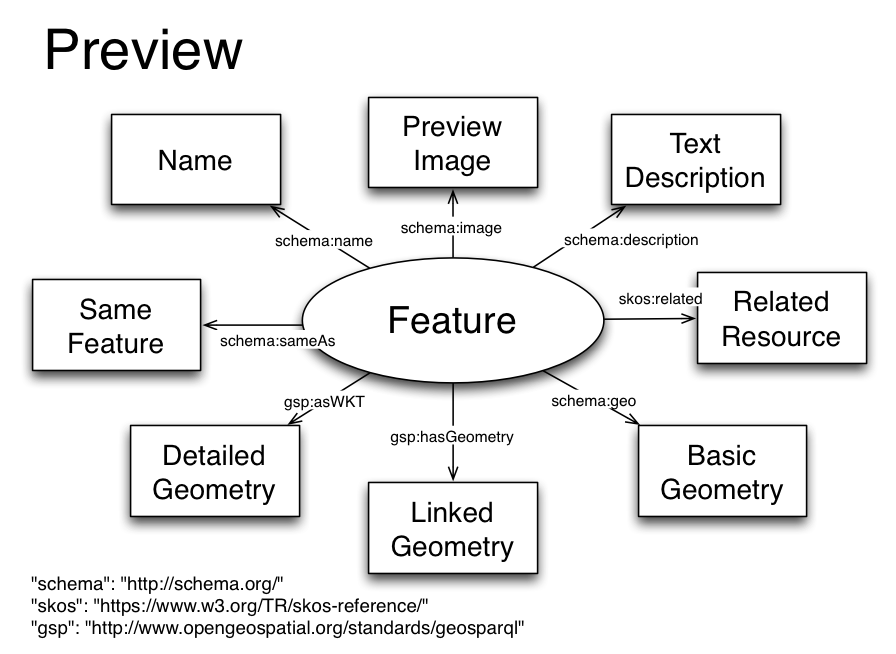 Preview
Name
Preview
Image
Text
Description
schema:name
schema:image
schema:description
Same
Feature
Feature
skos:related
Related
Resource
schema:sameAs
gsp:asWKT
gsp:hasGeometry
schema:geo
Detailed
Geometry
Linked
Geometry
Basic
Geometry
"schema": "http://schema.org/"
"skos": "https://www.w3.org/TR/skos-reference/"
"gsp": "http://www.opengeospatial.org/standards/geosparql"